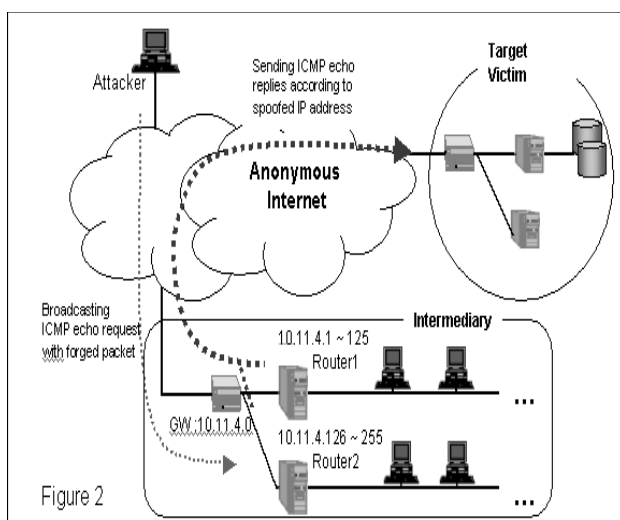 Attacker
Sending ICMP echo
replies according to
spoofed IP address
Target
Victim
Anonymous
Internet
Broadcasting
ICMP echo request
with forged packet
Intermediary
10.11.4.1 ~ 125
Router1
GW :10.11.4.0
10.11.4.126 ~ 255
Router2
...
...
Figure 2